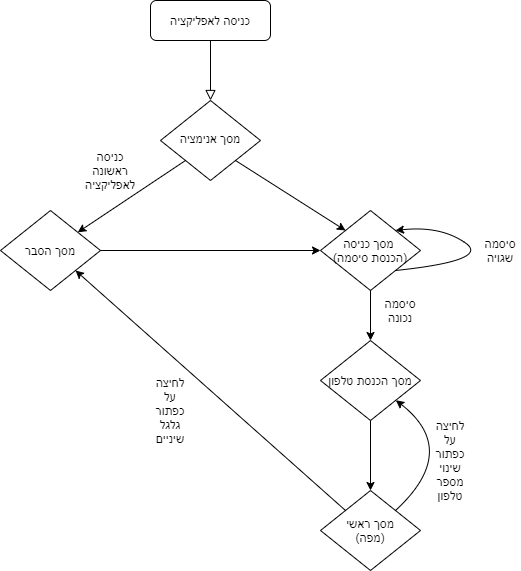 כניסה לאפליקציה
מסך אנימציה
כניסה
ראשונה
לאפליקציה
מסך הסבר
מסך כניסה
(הכנסת סיסמה)
סיסמה
שגויה
סיסמה
נכונה
מסך הכנסת טלפון
לחיצה
על
כפתור
גלגל
שיניים
לחיצה
על
כפתור
שינוי
מספר
טלפון
מסך ראשי
(מפה)